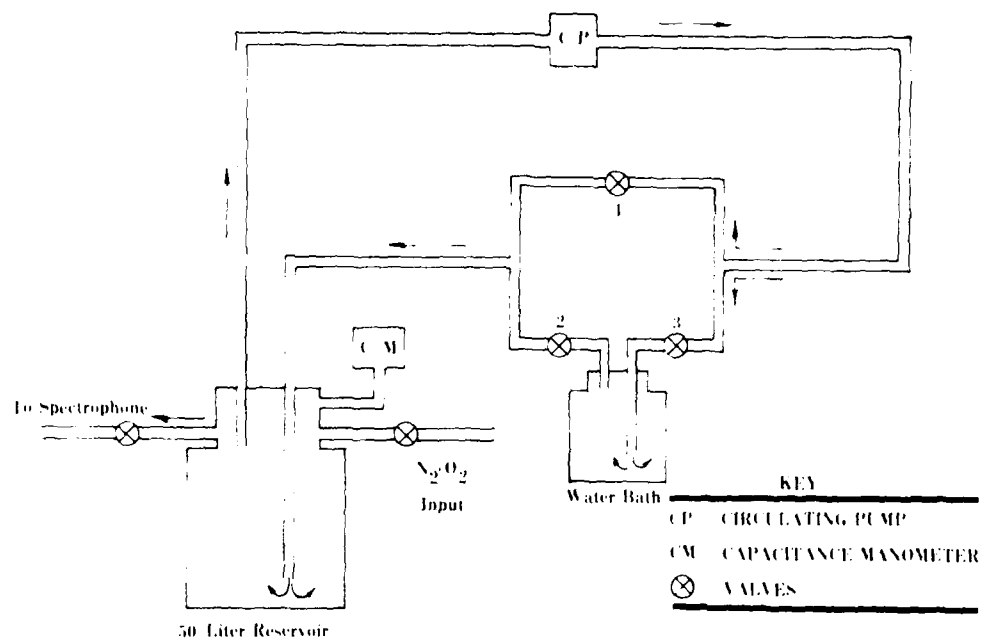 CP
1
2
3
CM
To Spectrophone
N2:O2
Input
Water Bath
50 Liter Reservoir
KEY
CP CIRCULATING PUMP
CM CAPACITANCE MANOMETER
VALVES